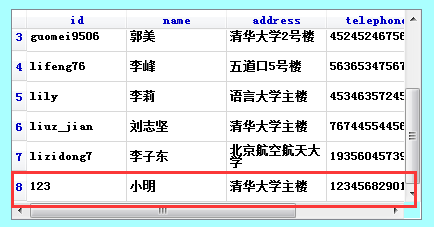 id name address telephone
3 guomei9506 郭美 清华大学2号楼 45245246756
4 lifeng76 李峰 五道口5号楼 56365347567
5 lily 李莉 语言大学主楼 45346357245
6 liuz_jian 刘志坚 清华大学主楼 76744554456
7 lizidong7 李子东 北京航空航天大学 19356045739
8 123 小明 清华大学主楼 12345682901